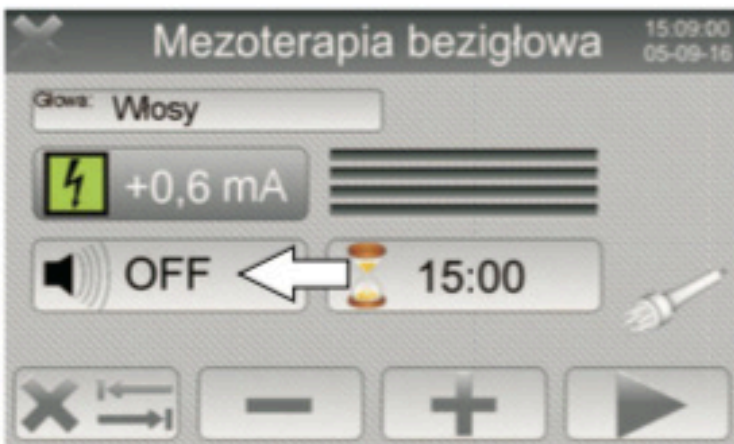 Mezoterapia bezigłowa
15:09:00
05-09-16
Głowa: Włosy
+0,6 mA
OFF
15:00